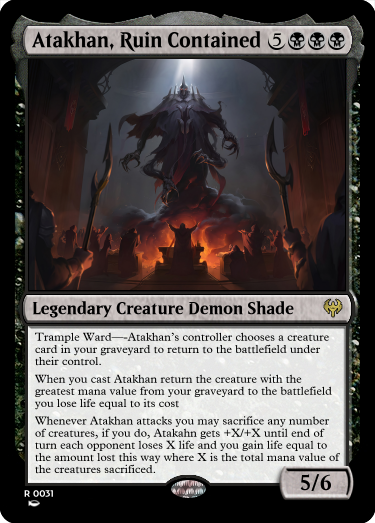 Atakhan, Ruin Contained 5
Legendary Creature Demon Shade
Trample Ward—-Atakhan's controller chooses a creature
card in your graveyard to return to the battlefield under
their control.
When you cast Atakhan return the creature with the
greatest mana value from your graveyard to the battlefield
you lose life equal to its cost
Whenever Atakhan attacks you may sacrifice any number
of creatures, if you do, Atakahn gets +X/+X until end of
turn each opponent loses X life and you gain life equal to
the amount lost this way where X is the total mana value of
the creatures sacrificed.
5/6
R 0031